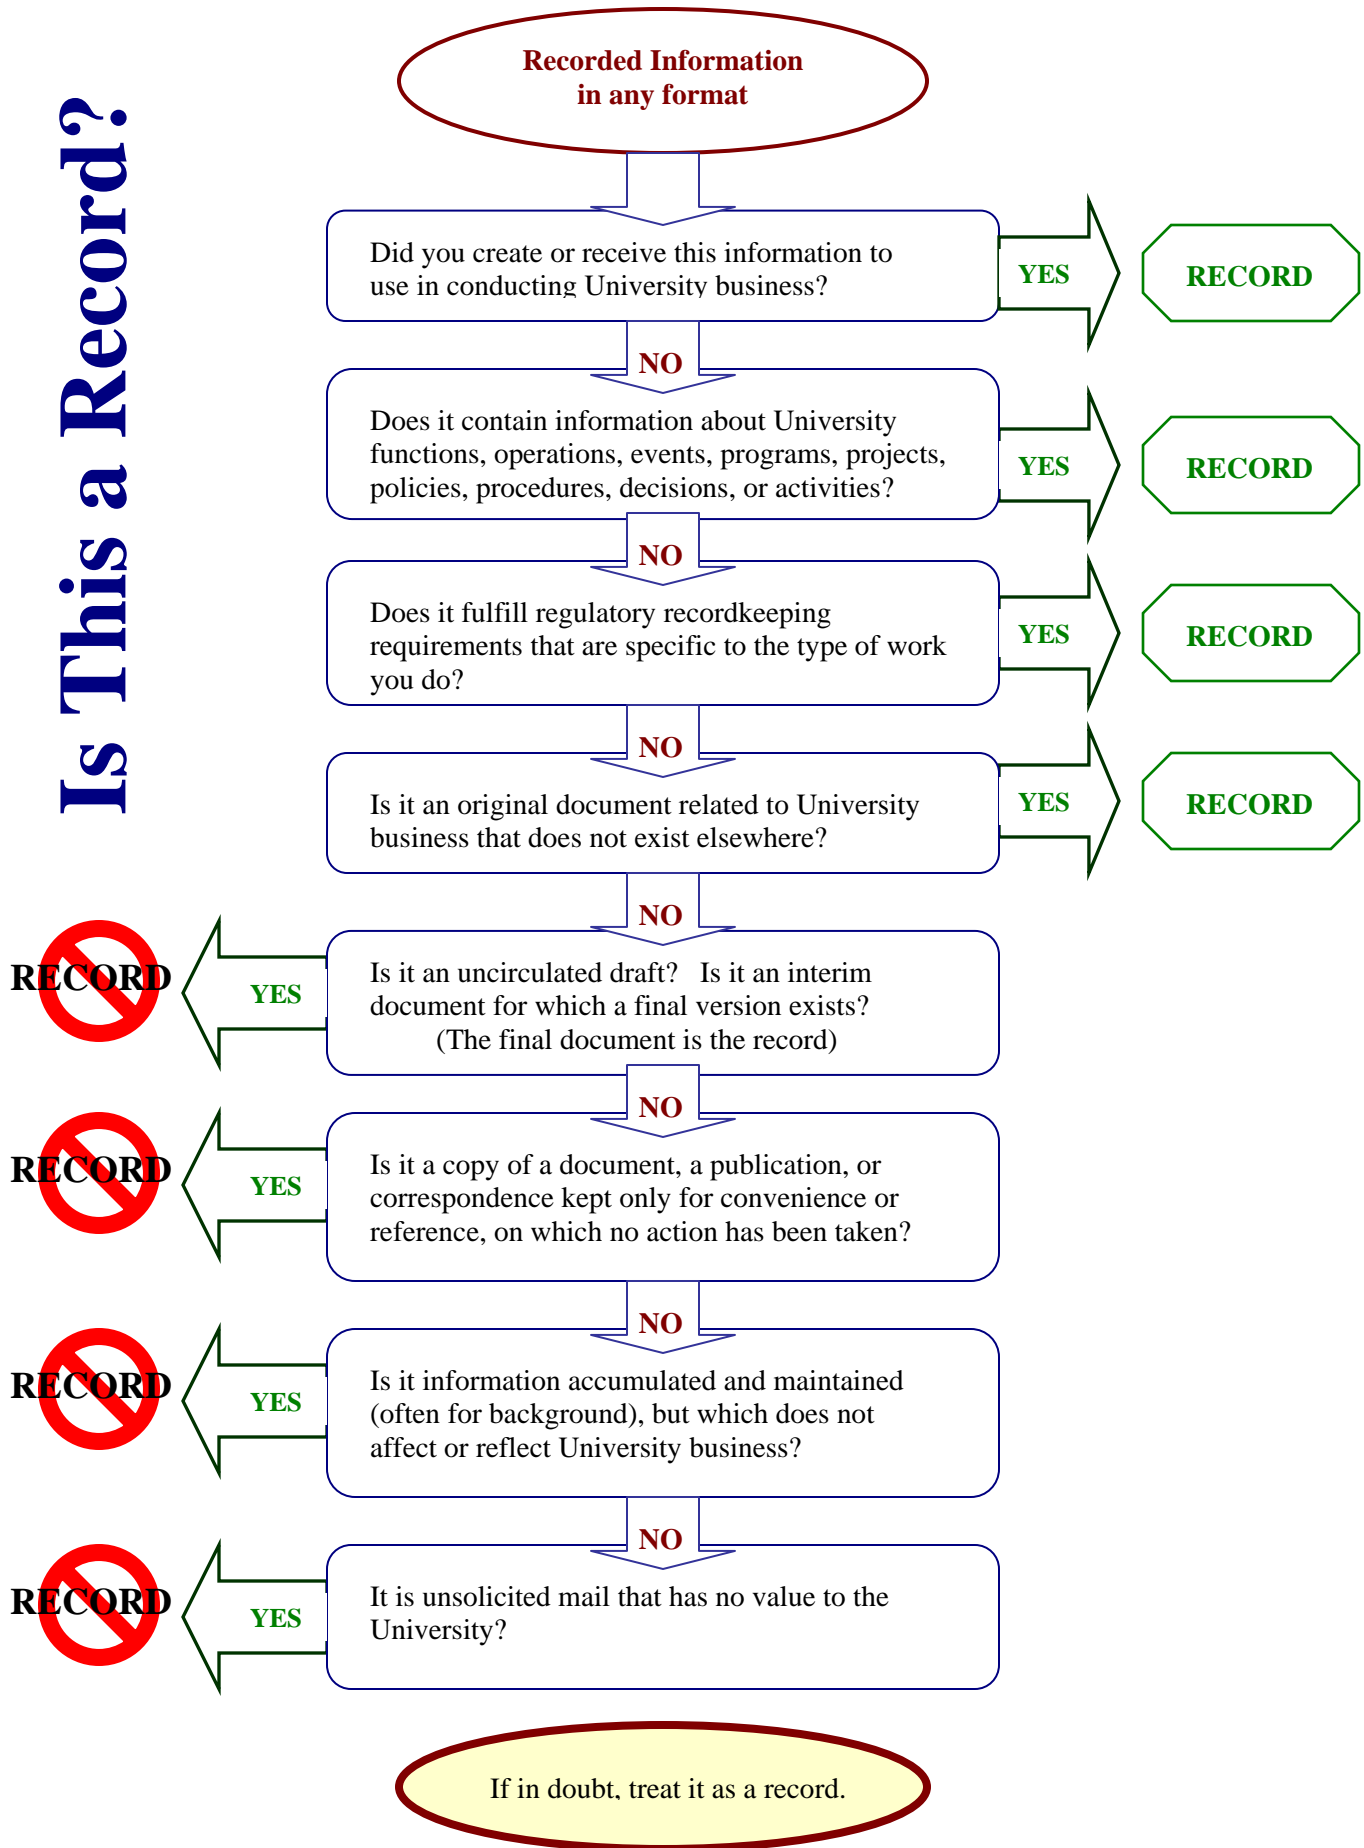 Is This a Record?
Recorded Information
in any format
Did you create or receive this information to
use in conducting University business?
YES
RECORD
NO
Does it contain information about University
functions, operations, events, programs, projects,
policies, procedures, decisions, or activities?
YES
RECORD
NO
Does it fulfill regulatory recordkeeping
requirements that are specific to the type of work
you do?
YES
RECORD
NO
Is it an original document related to University
business that does not exist elsewhere?
YES
RECORD
NO
RECORD
YES
Is it an uncirculated draft?   Is it an interim
document for which a final version exists?
(The final document is the record)
NO
RECORD
YES
Is it a copy of a document, a publication, or
correspondence kept only for convenience or
reference, on which no action has been taken?
NO
RECORD
YES
Is it information accumulated and maintained
(often for background), but which does not
affect or reflect University business?
NO
RECORD
YES
It is unsolicited mail that has no value to the
University?
If in doubt, treat it as a record.